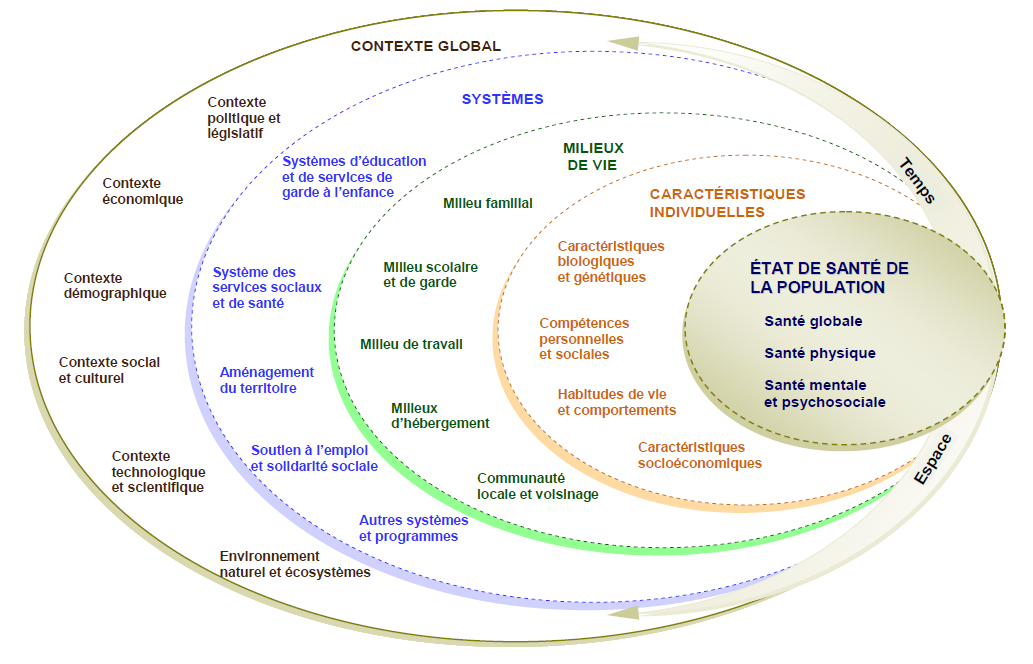 CONTEXTE GLOBAL
Contexte
politique et
législatif
Contexte
économique
Contexte
démographique
Contexte social
et culturel
Contexte
technologique
et scientifique
Environnement
naturel et écosystèmes
SYSTÈMES
Systèmes d'éducation
et de services de
garde à l'enfance
Système des
services sociaux
et de santé
Aménagement
du territoire
Soutien à l'emploi
et solidarité sociale
Autres systèmes
et programmes
MILIEUX
DE VIE
Milieu familial
Milieu scolaire
et de garde
Milieu de travail
Milieux
d'hébergement
Communauté
locale et voisinage
CARACTÉRISTIQUES
INDIVIDUELLES
Caractéristiques
biologiques
et génétiques
Compétences
personnelles
et sociales
Habitudes de vie
et comportements
Caractéristiques
socioéconomiques
ÉTAT DE SANTÉ DE
LA POPULATION
Santé globale
Santé physique
Santé mentale
et psychosociale
Temps
Espace